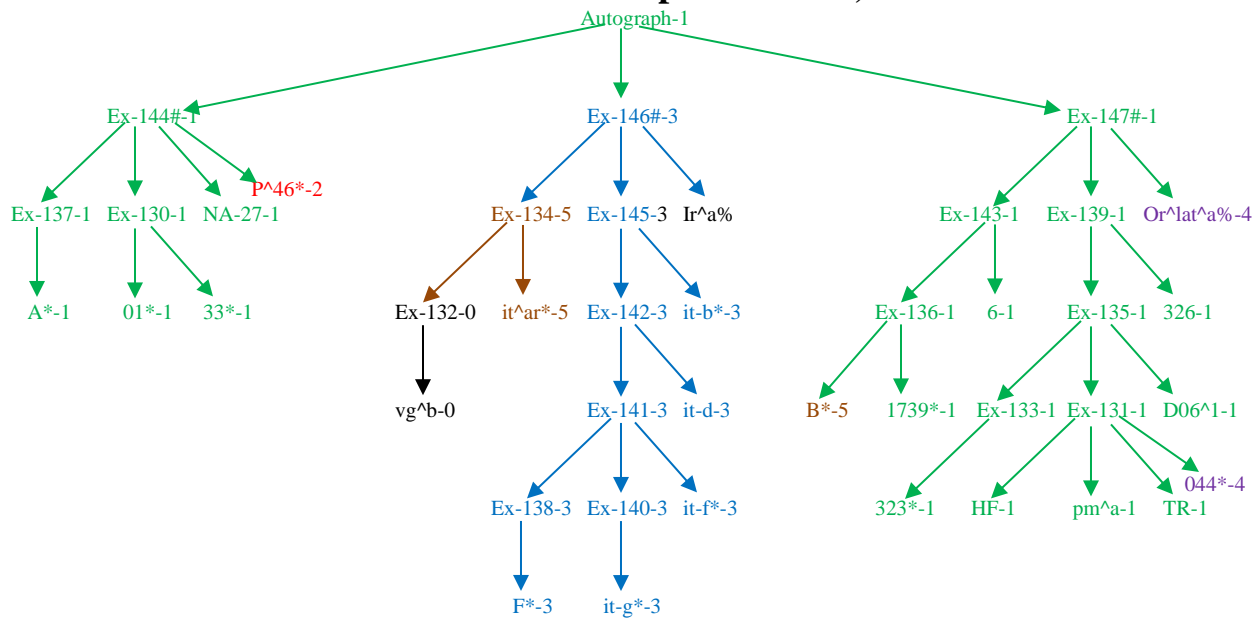 Autograph-1
Ex-144#-1 Ex-146#-3 Ex-147#-1
P^46*-2
Ex-137-1 Ex-130-1 NA-27-1 Ex-134-5 Ex-145-3 Ir^a% Ex-143-1 Ex-139-1 Or^lat^a%-4
A*-1 01*-1 33*-1 Ex-132-0 it^ar*-5 Ex-142-3 it-b*-3 Ex-136-1 6-1 Ex-135-1 326-1
vg^b-0 Ex-141-3 it-d-3 B*-5 1739*-1 Ex-133-1 Ex-131-1 D06^1-1
044*-4
Ex-138-3 Ex-140-3 it-f*-3 323*-1 HF-1 pm^a-1 TR-1
F*-3 it-g*-3